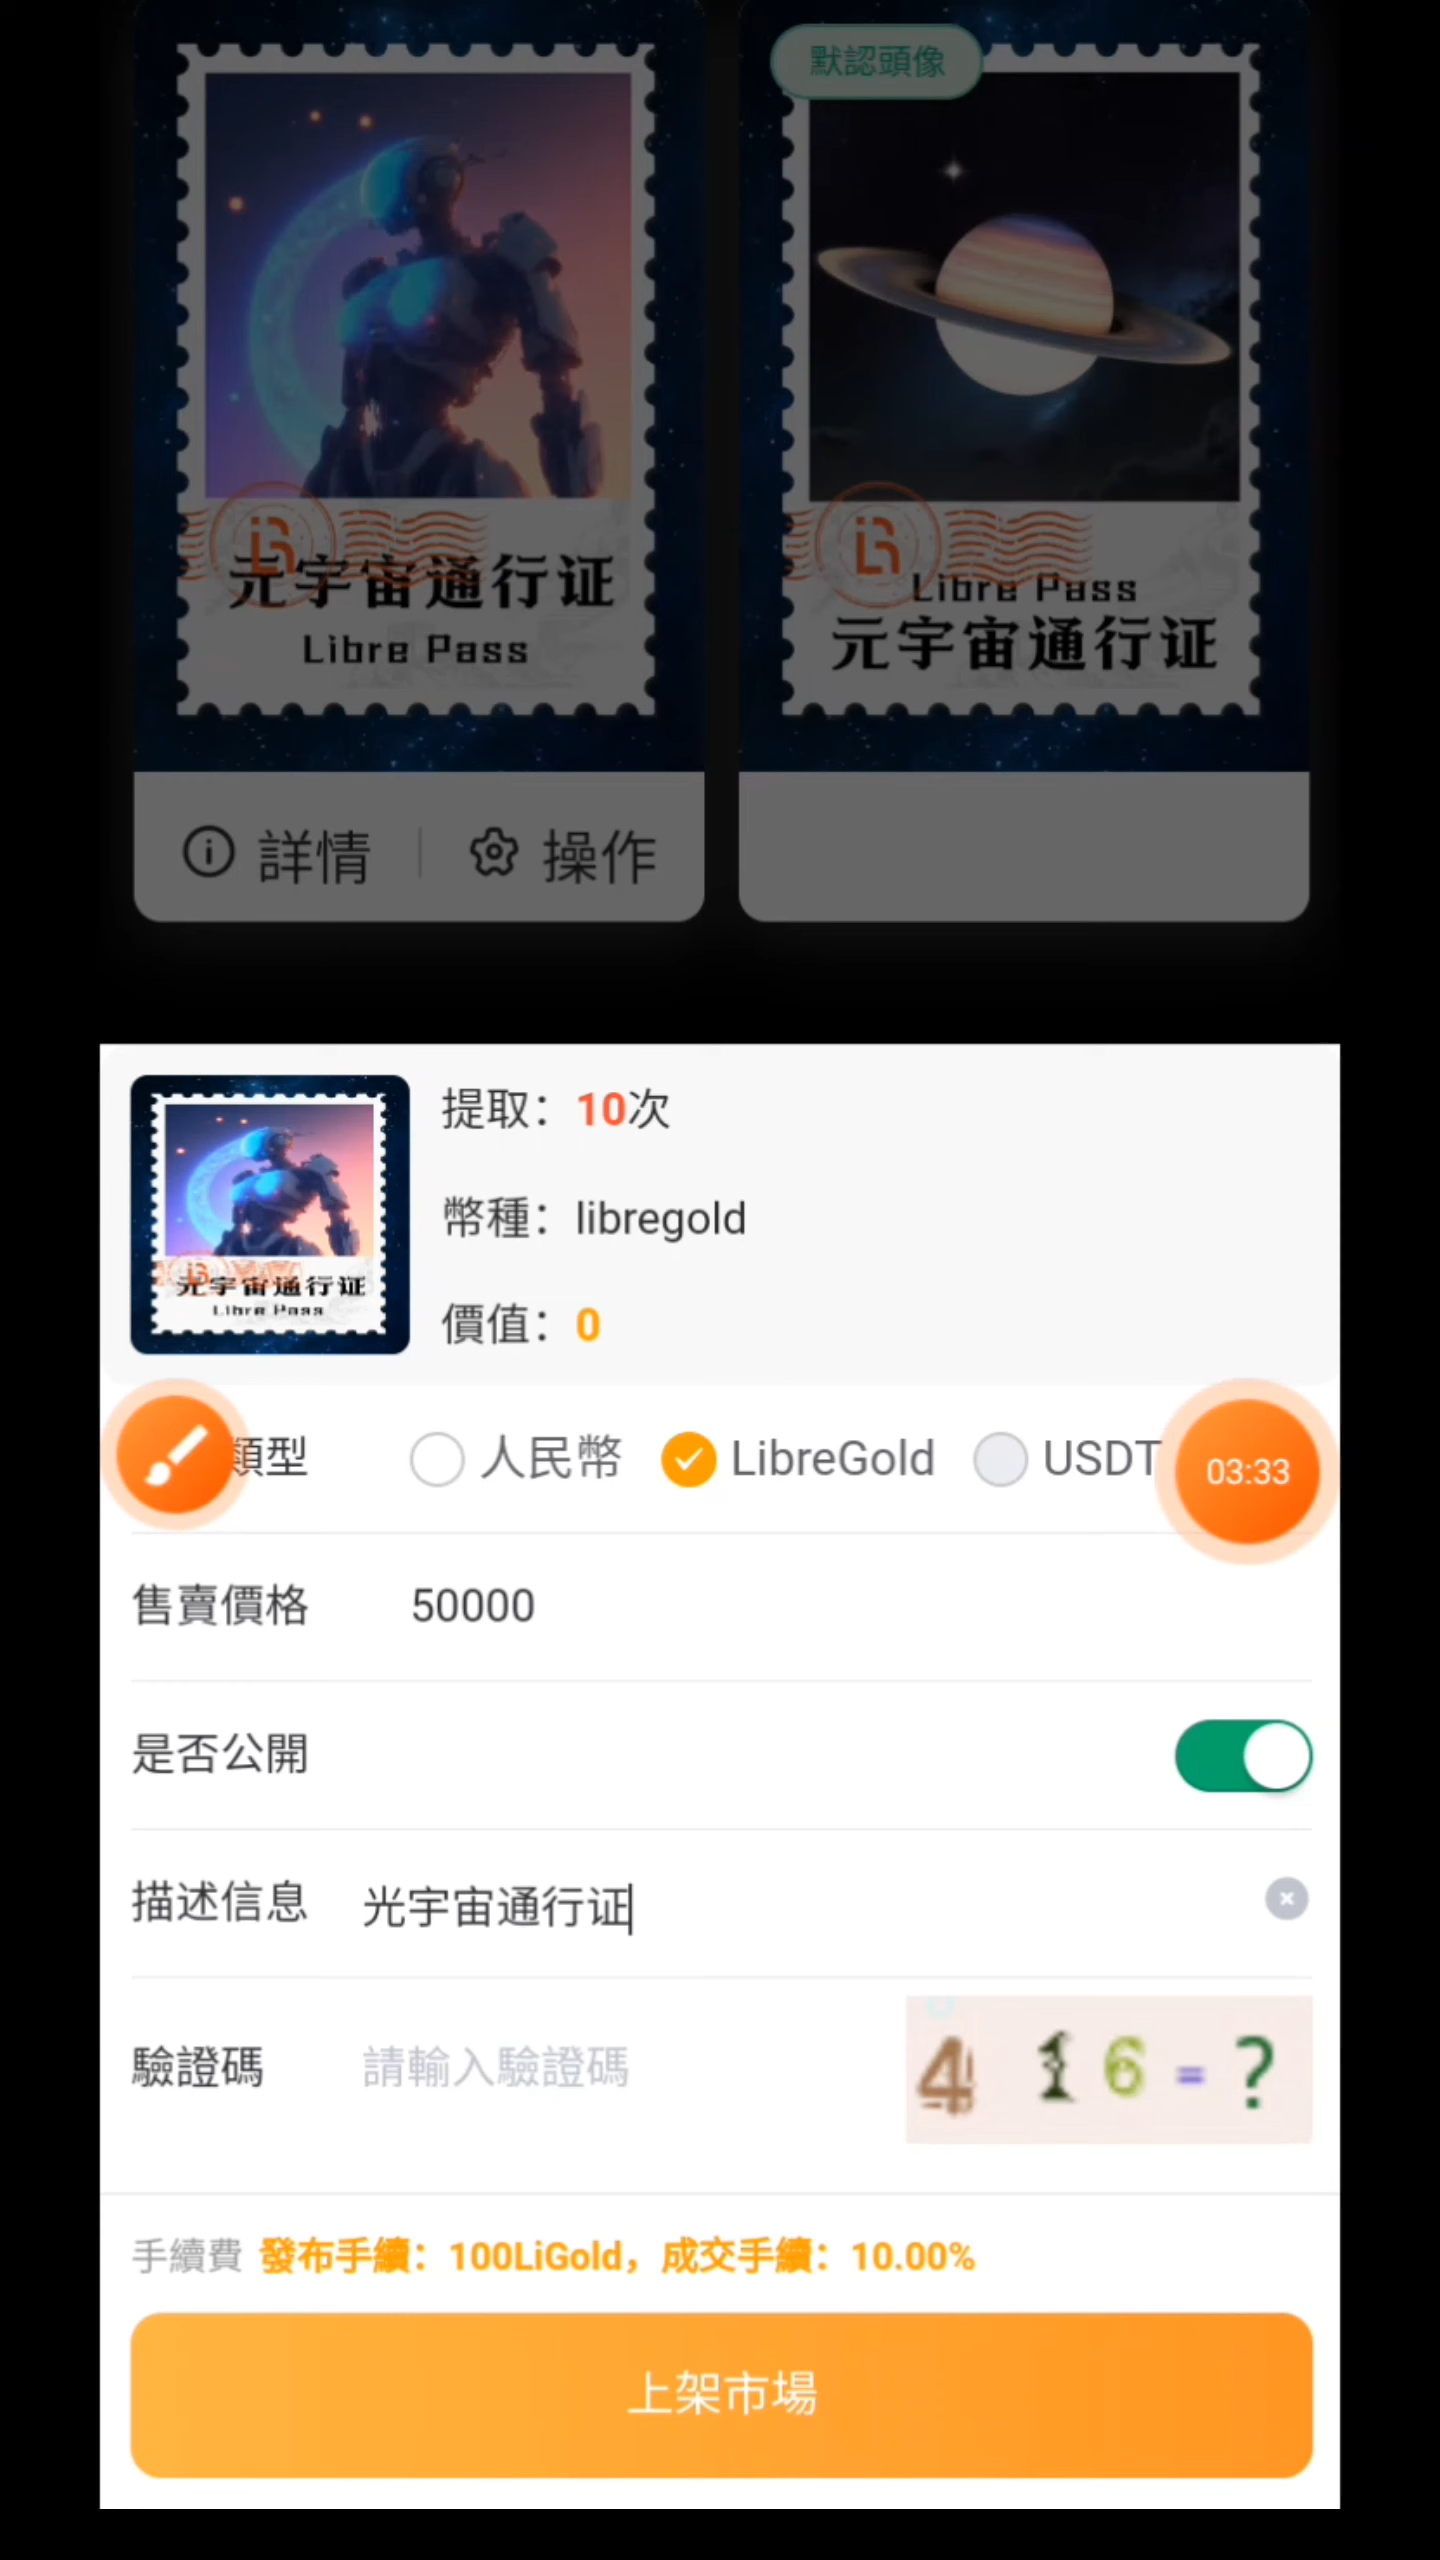 默認頭像
元宇宙通行证
Libre Pass
Libre Pass
元宇宙通行证
詳情
操作
元宇宙通行证
Libre Pass
提取：10次
幣種：libregold
價值：0
類型
人民幣
LibreGold
USDT
03:33
售賣價格
50000
是否公開
描述信息
光宇宙通行证
驗證碼
請輸入驗證碼
4 1 6 = ?
手續費 發布手續：100LiGold，成交手續：10.00%
上架市場